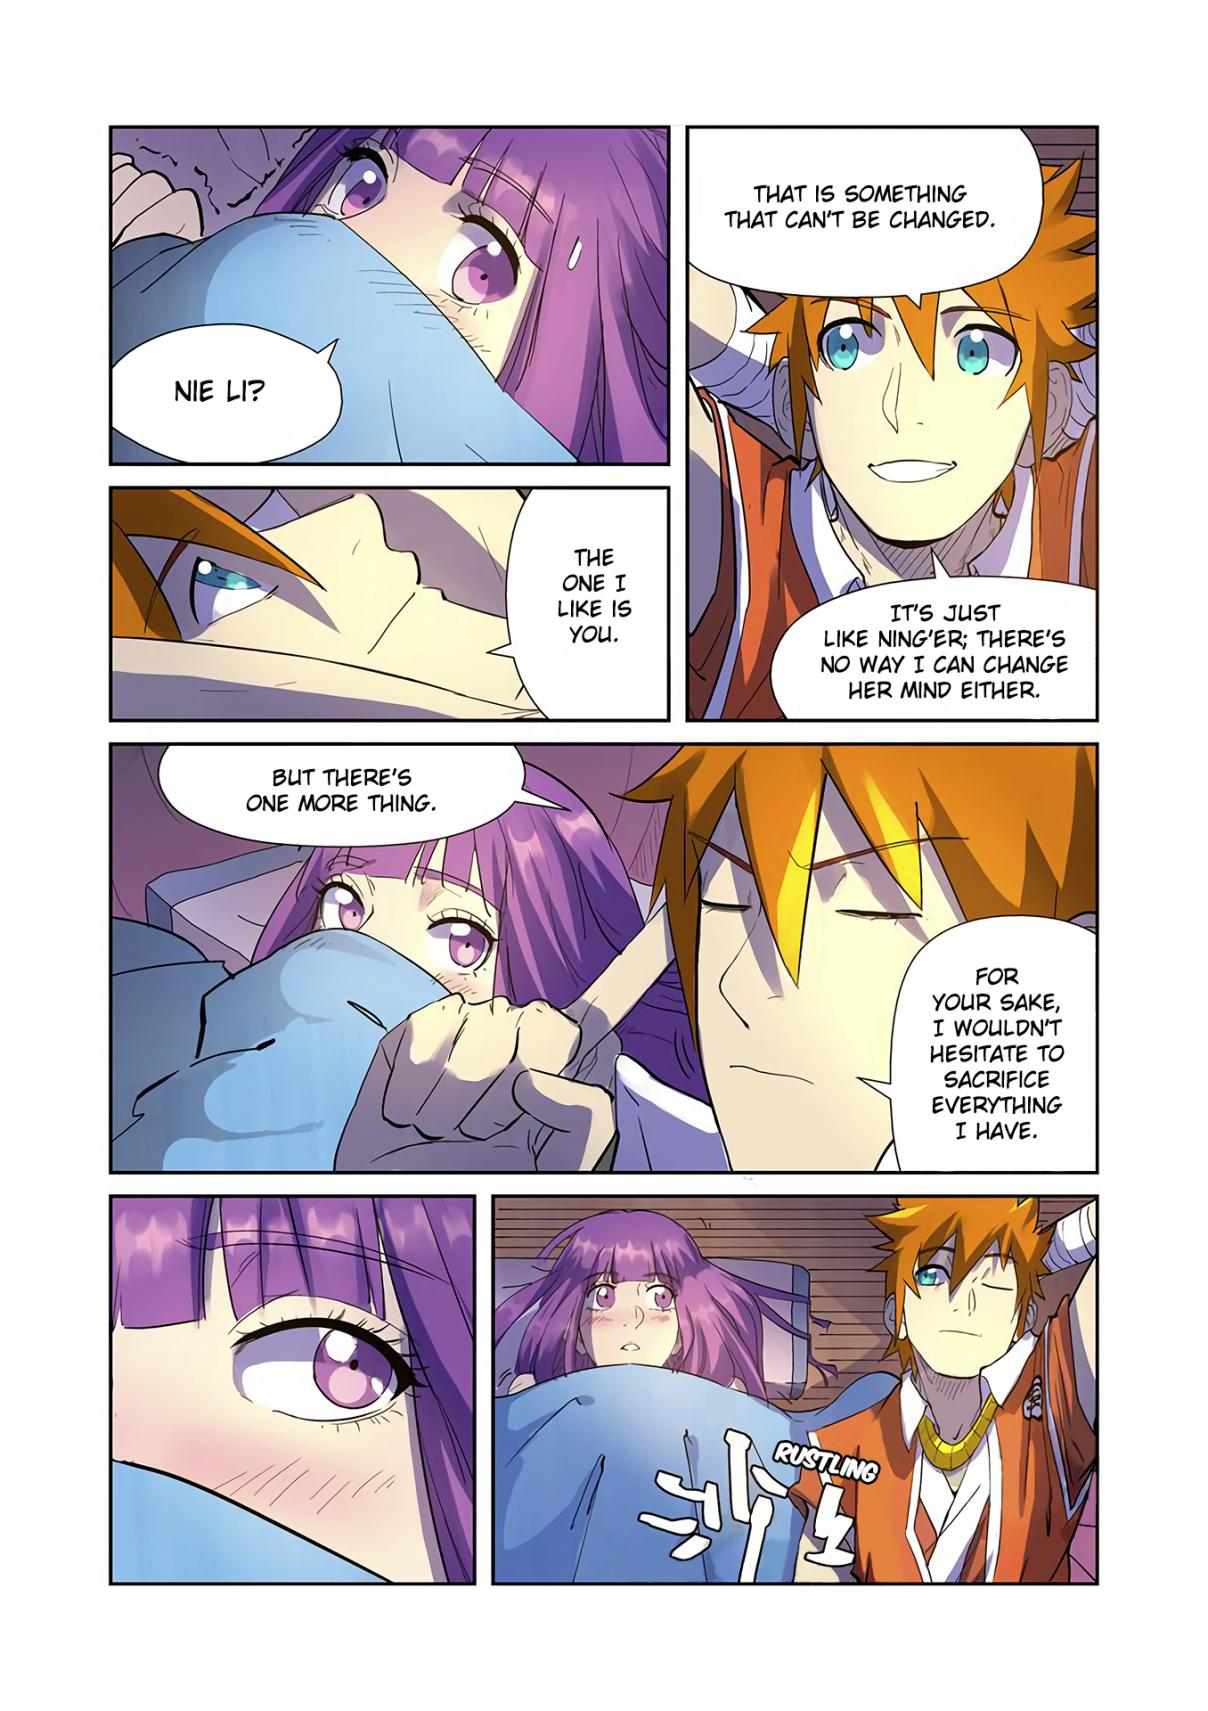 NIE LI?
THE
ONE I
LIKE IS
YOU.
THAT IS SOMETHING
THAT CAN'T BE CHANGED.
IT'S JUST
LIKE NING'ER; THERE'S
NO WAY I CAN CHANGE
HER MIND EITHER.
BUT THERE'S
ONE MORE THING.
FOR
YOUR SAKE,
I WOULDN'T
HESITATE TO
SACRIFICE
EVERYTHING
I HAVE.
RUSTLING